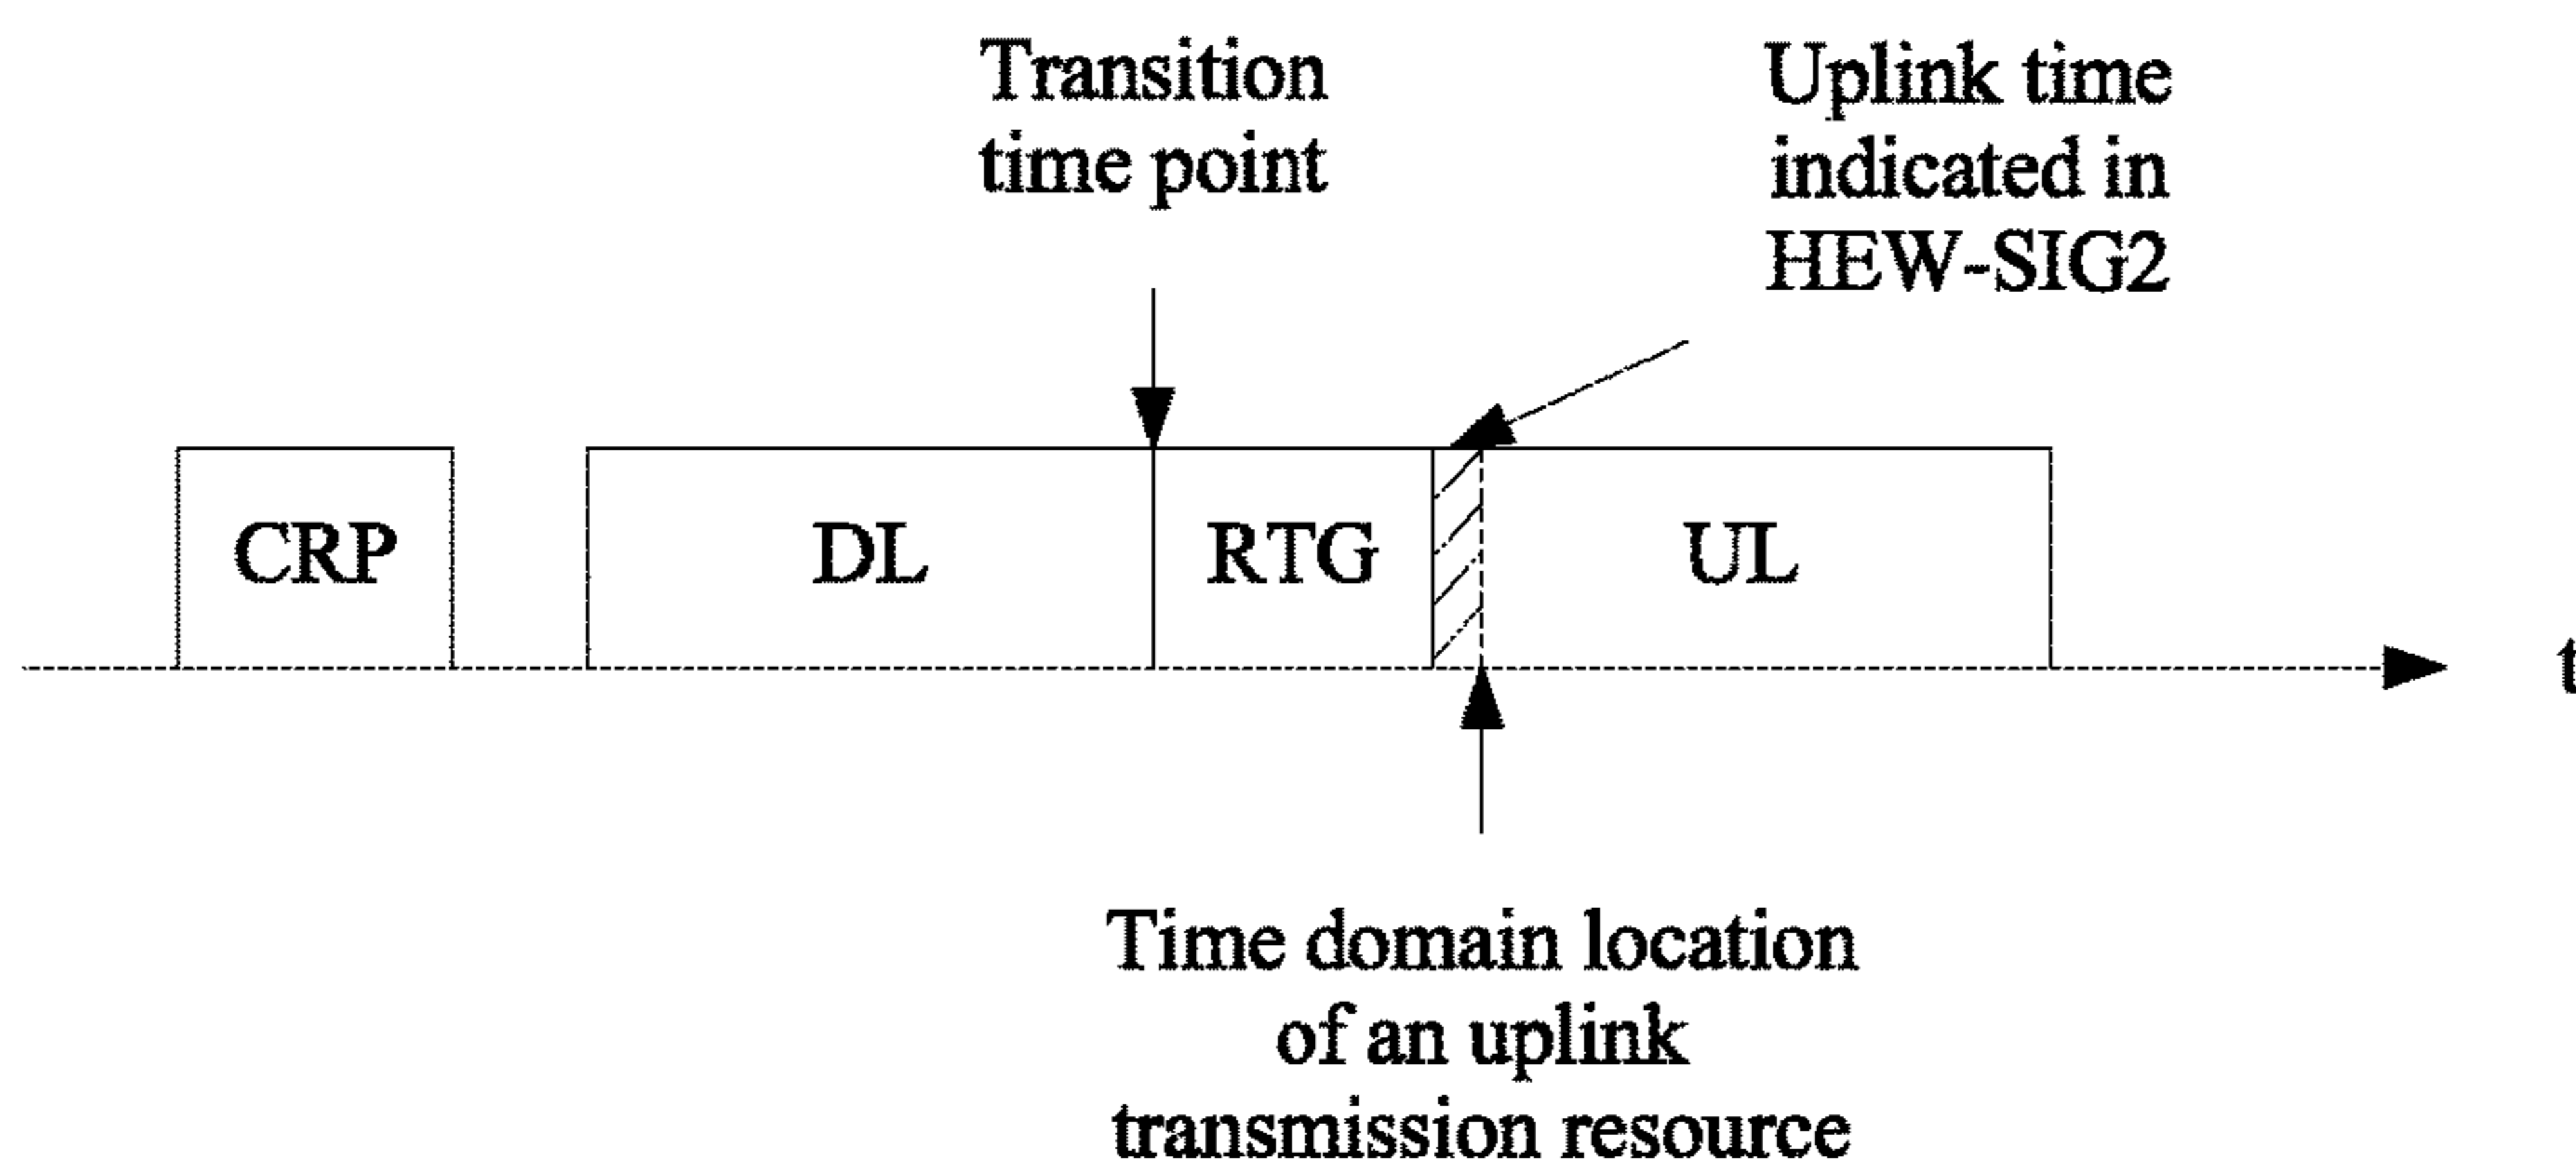 Transition
time point
Uplink time
indicated in
HEW-SIG2
CRP
DL
RTG
UL
t
Time domain location
of an uplink
transmission resource